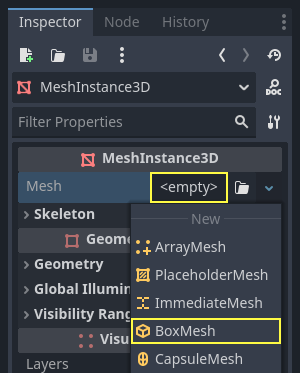 Inspector Node History
MeshInstance3D
DOC
Filter Properties
MeshInstance3D
Mesh <empty>
Skeleton
New
Geome
ArrayMesh
Geometry
PlaceholderMesh
Global Illumin
ImmediateMesh
Visibility Rang
BoxMesh
Visu
CapsuleMesh
Layers